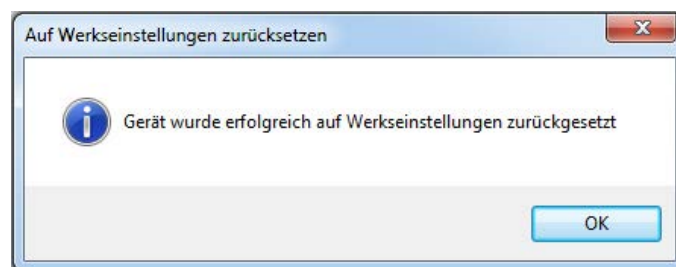 Auf Werkseinstellungen zurücksetzen
Gerät wurde erfolgreich auf Werkseinstellungen zurückgesetzt
OK